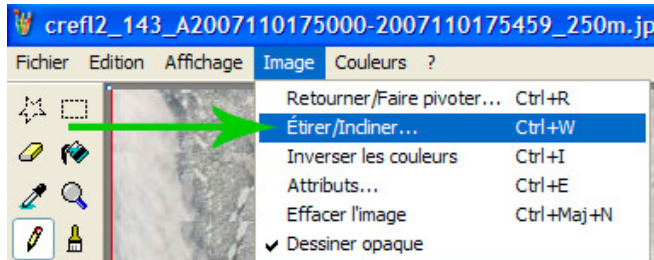 crefl2_143_A2007110175000-2007110175459_250m.jp
Fichier Edition Affichage Image Couleurs ?
Retourner/Faire pivoter... Ctrl+R
Étirer/Incliner... Ctrl+W
Inverser les couleurs Ctrl+I
Attributs... Ctrl+E
Effacer l'image Ctrl+Maj+N
Dessiner opaque